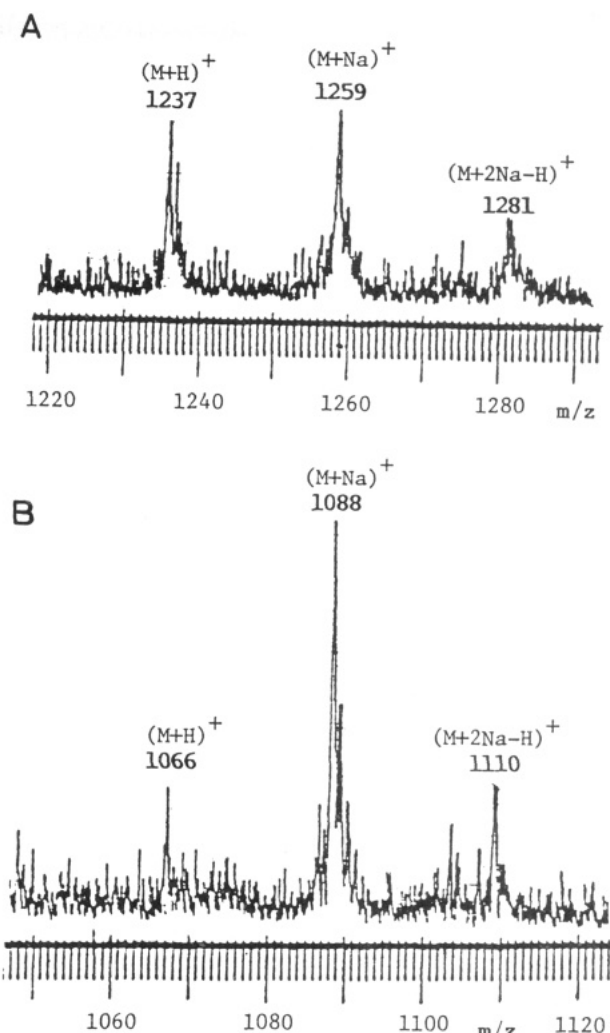 A
(M+H)+
1237
(M+Na)+
1259
(M+2Na-H)+
1281
1220 1240 1260 1280 m/z
B
(M+Na)+
1088
(M+H)+
1066
(M+2Na-H)+
1110
1060 1080 1100 m/z 1120